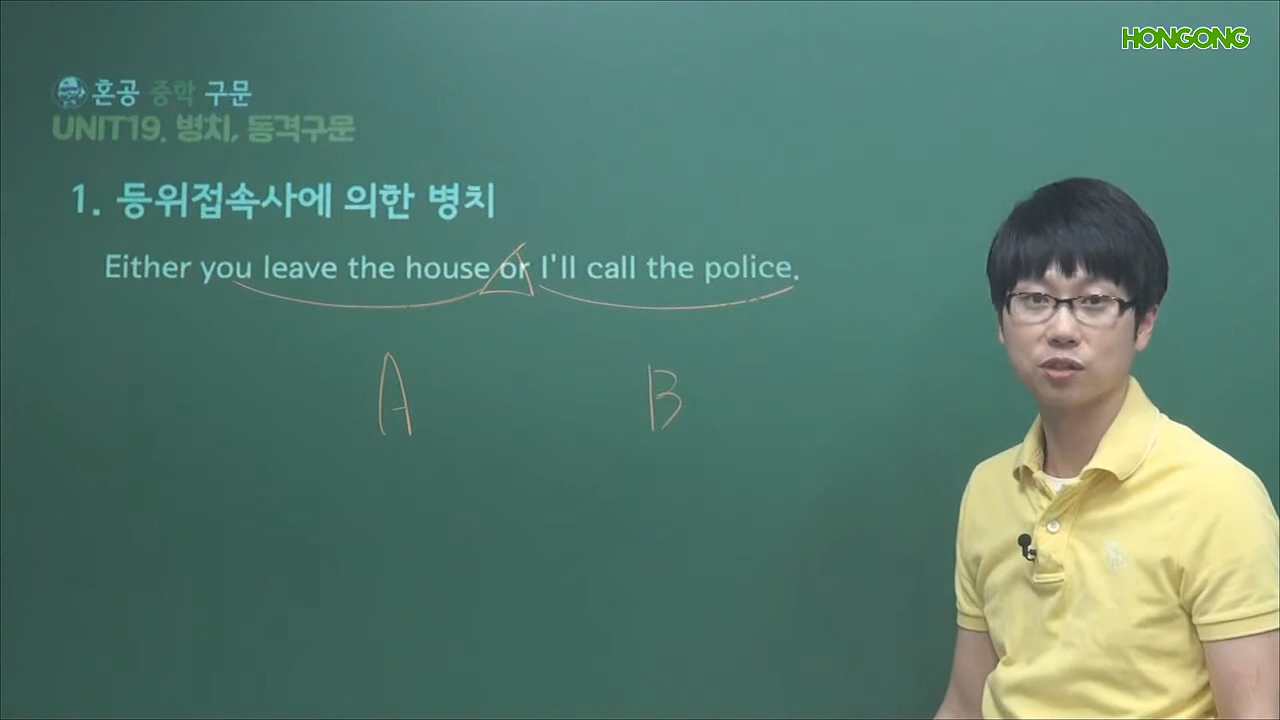 HONGONG
혼공 중학 구문
UNIT19. 병치, 동격구문
1. 등위접속사에 의한 병치
Either you leave the house or I'll call the police.
A B